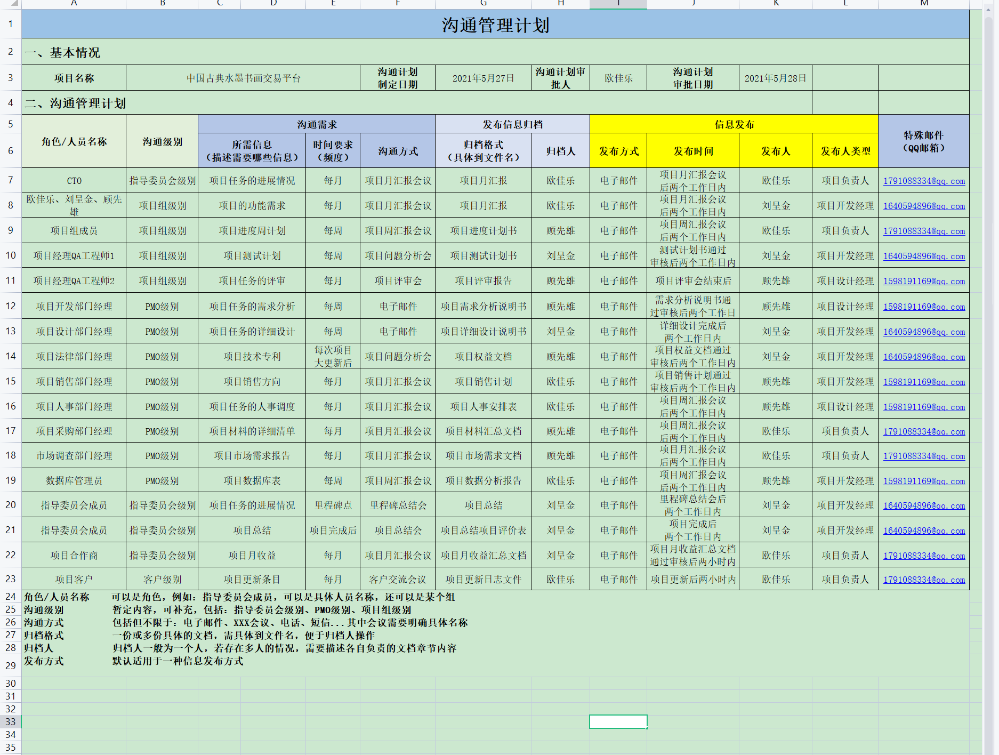 A B C D E F G H I J K L M
1 沟通管理计划
2 一、基本情况
3 项目名称 中国古典水墨书画交易平台 沟通计划制定日期 2021年5月27日 沟通计划审批人 欧佳乐 沟通计划审批日期 2021年5月28日
4 二、沟通管理计划
5 角色/人员名称 沟通级别 沟通需求 发布信息归档 信息发布 特殊邮件（QQ邮箱）
6 所需信息（描述需要哪些信息） 时间要求（频度） 沟通方式 归档格式（具体到文件名） 归档人 发布方式 发布时间 发布人 发布人类型
7 CTO 指导委员会级别 项目任务的进展情况 每月 项目月汇报会议 项目月汇报 欧佳乐 电子邮件 项目月汇报会议后两个工作日内 欧佳乐 项目负责人 1791088334@qq.com
8 欧佳乐、刘呈金、顾先雄 项目组级别 项目的功能需求 每月 项目月汇报会议 项目月汇报 欧佳乐 电子邮件 项目月汇报会议后两个工作日内 刘呈金 项目开发经理 1640594896@qq.com
9 项目组成员 项目组级别 项目进度周计划 每周 项目周汇报会议 项目进度计划书 顾先雄 电子邮件 项目周汇报会议后两个工作日内 欧佳乐 项目负责人 1791088334@qq.com
10 项目经理QA工程师1 项目组级别 项目测试计划 每周 项目问题分析会 项目测试计划书 刘呈金 电子邮件 测试计划书通过审核后两个工作日内 刘呈金 项目开发经理 1640594896@qq.com
11 项目经理QA工程师2 项目组级别 项目任务的评审 每月 项目评审会 项目评审报告 顾先雄 电子邮件 项目评审会结束后 顾先雄 项目设计经理 1598191169@qq.com
12 项目开发部门经理 PMO级别 项目任务的需求分析 每周 电子邮件 项目需求分析说明书 顾先雄 电子邮件 需求分析说明书通过审核后两个工作日 顾先雄 项目设计经理 1598191169@qq.com
13 项目设计部门经理 PMO级别 项目任务的详细设计 每周 电子邮件 项目详细设计说明书 刘呈金 电子邮件 详细设计完成后两个工作日内 刘呈金 项目开发经理 1640594896@qq.com
14 项目法律部门经理 PMO级别 项目技术专利 每次项目大更新后 项目问题分析会 项目权益文档 顾先雄 电子邮件 项目权益文档通过审核后两个工作日内 刘呈金 项目开发经理 1640594896@qq.com
15 项目销售部门经理 PMO级别 项目销售方向 每月 项目月汇报会议 项目销售计划 欧佳乐 电子邮件 项目销售计划通过审核后两个工作日内 顾先雄 项目开发经理 1598191169@qq.com
16 项目人事部门经理 PMO级别 项目任务的人事调度 每月 项目月汇报会议 项目人事安排表 欧佳乐 电子邮件 项目周汇报会议后两个工作日内 顾先雄 项目设计经理 1598191169@qq.com
17 项目采购部门经理 PMO级别 项目材料的详细清单 每月 项目月汇报会议 项目材料汇总文档 顾先雄 电子邮件 项目周汇报会议后两个工作日内 欧佳乐 项目负责人 1791088334@qq.com
18 市场调查部门经理 PMO级别 项目市场需求报告 每月 项目月汇报会议 项目市场需求文档 顾先雄 电子邮件 项目月汇报会议后两个工作日内 欧佳乐 项目负责人 1791088334@qq.com
19 数据库管理员 PMO级别 项目数据库表 每周 项目周汇报会议 项目数据分析报告 欧佳乐 电子邮件 项目周汇报会议后两个工作日内 顾先雄 项目开发经理 1598191169@qq.com
20 指导委员会成员 指导委员会级别 项目任务的进展情况 里程碑点 里程碑总结会 项目总结 刘呈金 电子邮件 里程碑总结会后两个工作日内 刘呈金 项目开发经理 1640594896@qq.com
21 指导委员会成员 指导委员会级别 项目总结 项目完成后 项目总结会 项目总结项目评价表 刘呈金 电子邮件 项目完成后两个工作日内 刘呈金 项目开发经理 1640594896@qq.com
22 项目合作商 指导委员会级别 项目月收益 每月 项目月汇报会议 项目月收益汇总文档 刘呈金 电子邮件 项目月收益汇总文档通过审核后两小时内 欧佳乐 项目负责人 1791088334@qq.com
23 项目客户 客户级别 项目更新条目 每月 客户交流会议 项目更新日志文件 欧佳乐 电子邮件 项目更新后两小时内 欧佳乐 项目负责人 1791088334@qq.com
24 角色/人员名称 可以是角色，例如：指导委员会成员，可以是具体人员名称，还可以是某个组
25 沟通级别 暂定内容，可补充，包括：指导委员会级别、PMO级别、项目组级别
26 沟通方式 包括但不限于：电子邮件、XXX会议、电话、短信...其中会议需要明确具体名称
27 归档格式 一份或多份具体的文档，需具体到文件名，便于归档人操作
28 归档人 归档人一般为一个人，若存在多人的情况，需要描述各自负责的文档章节内容
29 发布方式 默认适用于一种信息发布方式
30
31
32
33
34
35